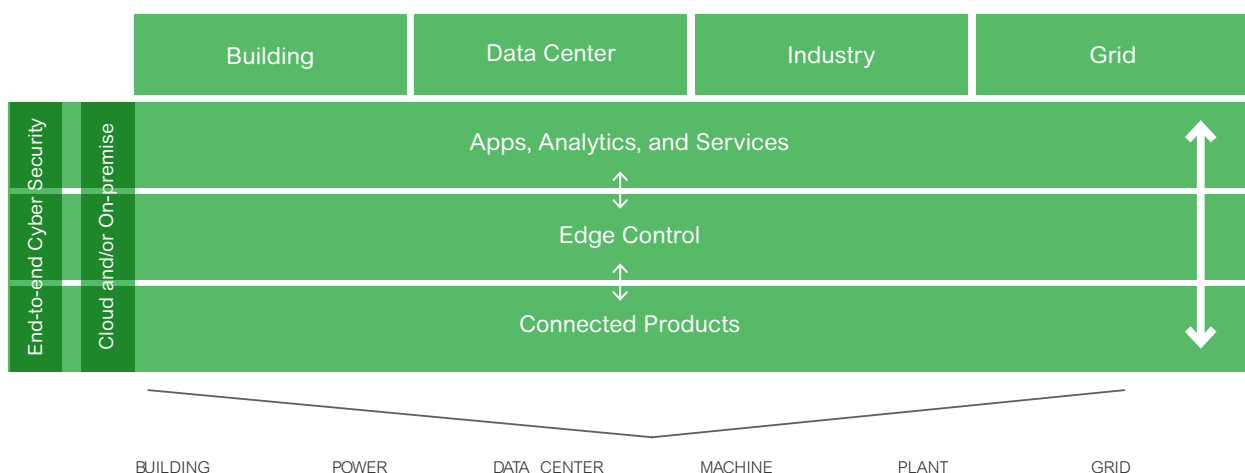 Building
Data Center
Industry
Grid
End-to-end Cyber Security
Cloud and/or On-premise
Apps, Analytics, and Services
Edge Control
Connected Products
BUILDING
POWER
DATA CENTER
MACHINE
PLANT
GRID